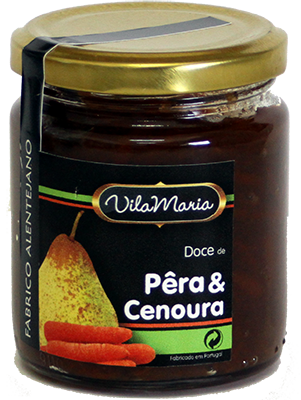 FABRICO ALENTEJANO
VilaMaria
Doce de
Pêra &
Cenoura
Fabricado em Portugal